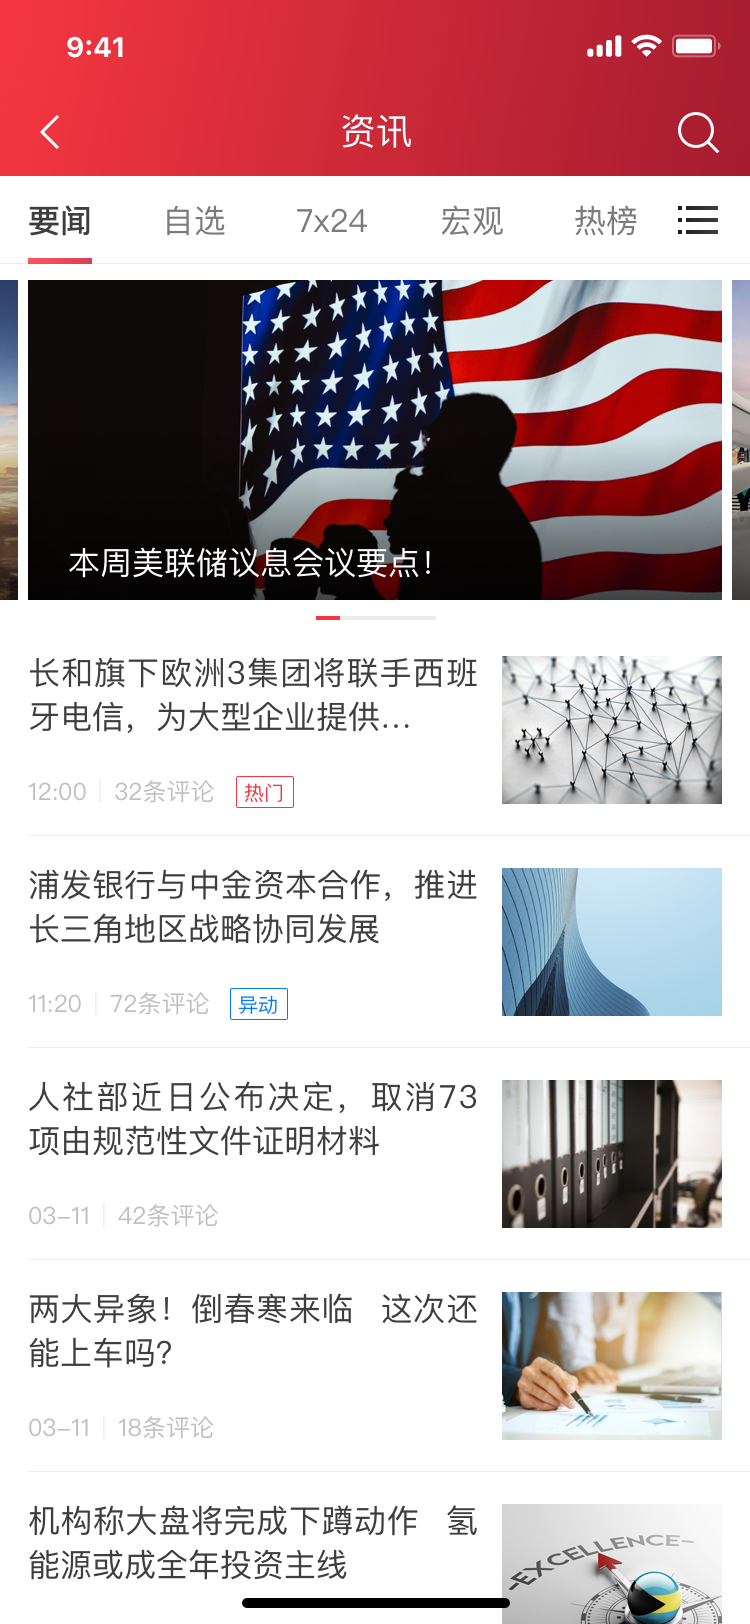 9:41
资讯
要闻 自选 7x24 宏观 热榜
本周美联储议息会议要点！
长和旗下欧洲3集团将联手西班
牙电信，为大型企业提供...
12:00 32条评论 热门
浦发银行与中金资本合作，推进
长三角地区战略协同发展
11:20 72条评论 异动
人社部近日公布决定，取消73
项由规范性文件证明材料
03-11 42条评论
两大异象！倒春寒来临 这次还
能上车吗?
03-11 18条评论
机构称大盘将完成下蹲动作 氢
能源或成全年投资主线
EXCELLENCE